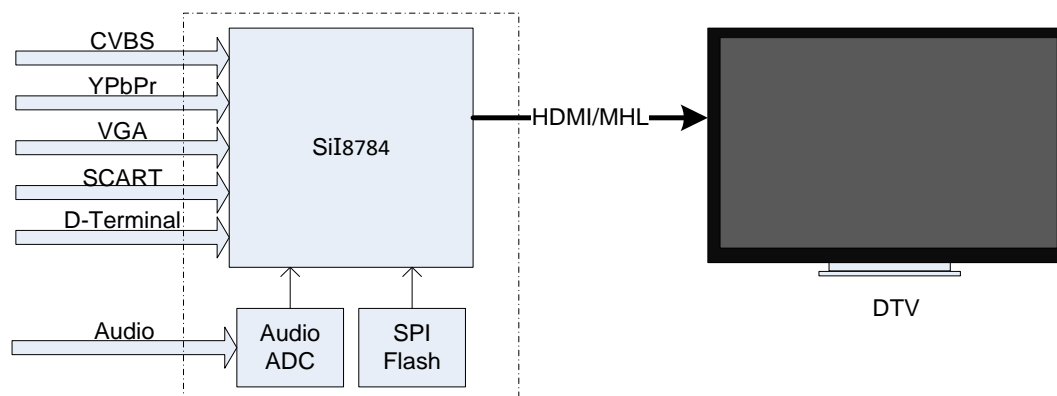 CVBS
YPbPr
VGA
SCART
D-Terminal
SiI8784
HDMI/MHL
DTV
Audio
Audio
ADC
SPI
Flash